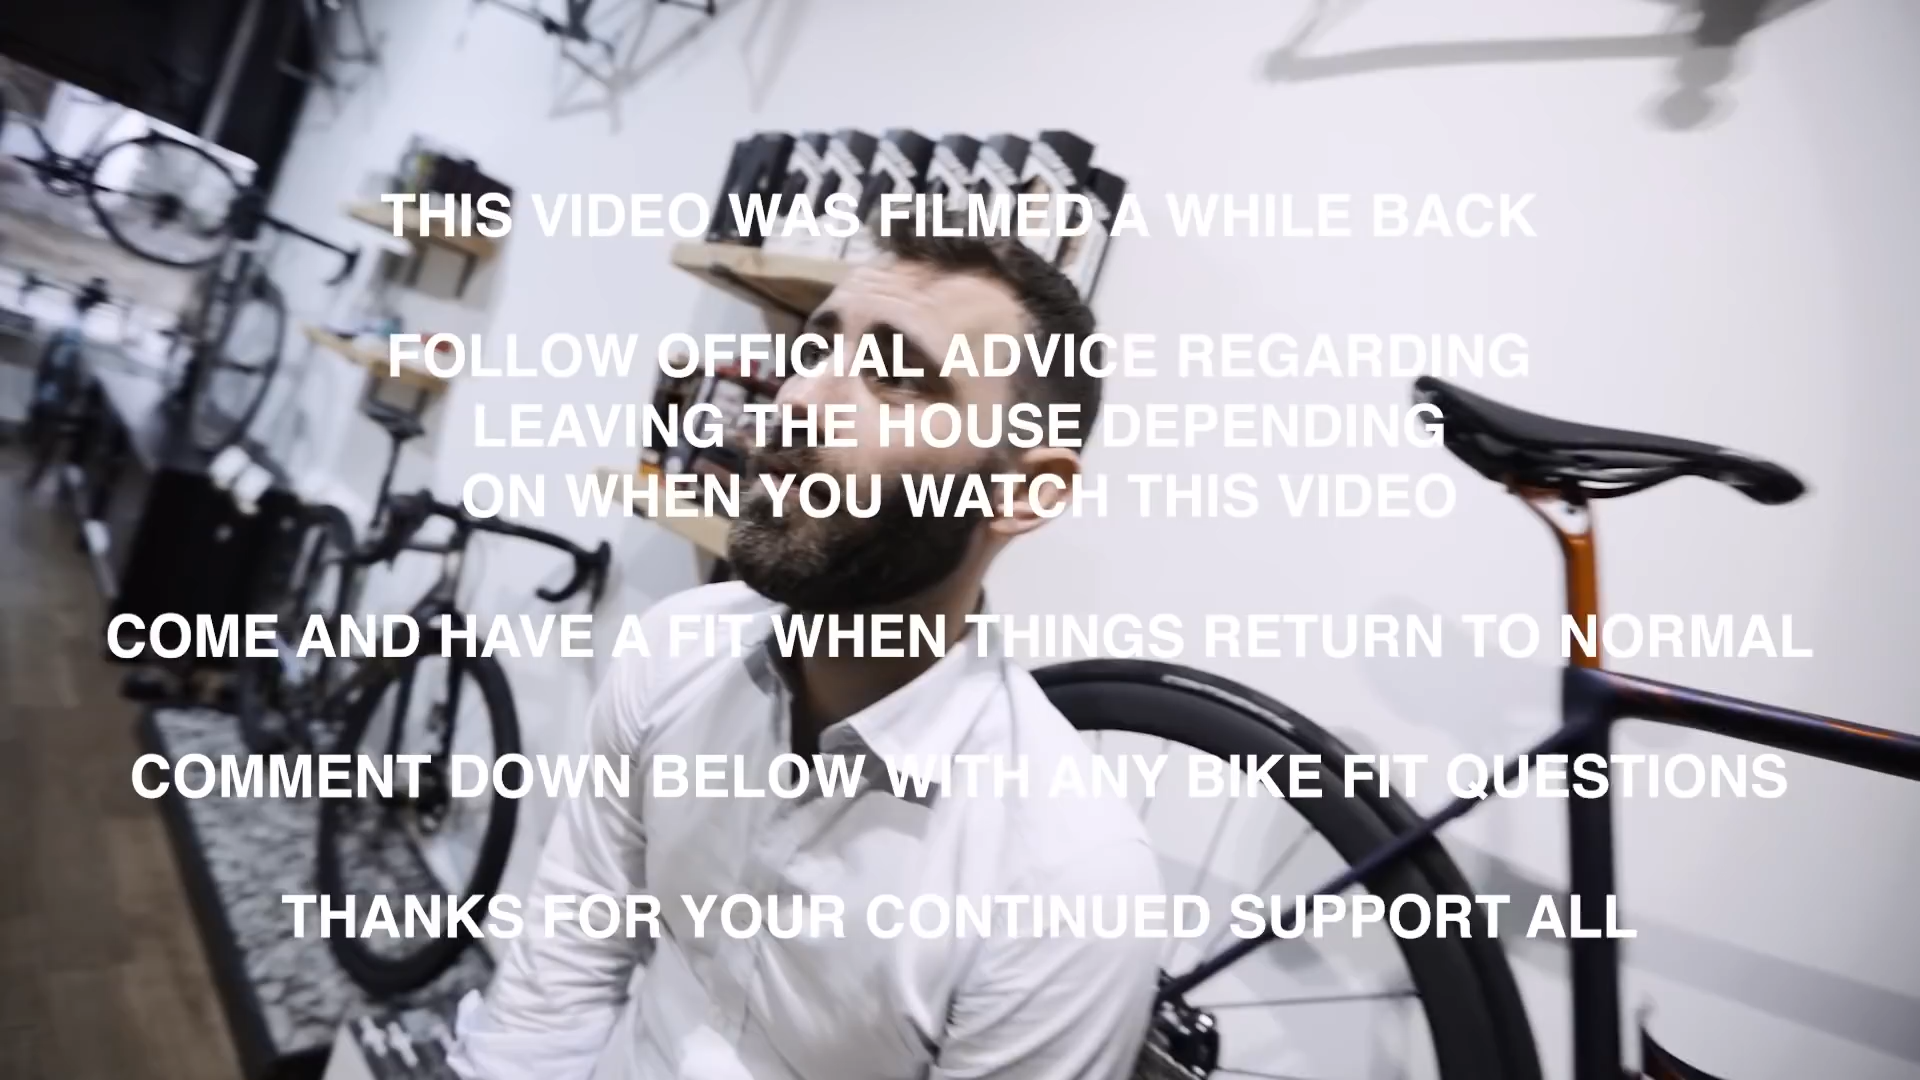 THIS VIDEO WAS FILMED A WHILE BACK
FOLLOW OFFICIAL ADVICE REGARDING
LEAVING THE HOUSE DEPENDING
ON WHEN YOU WATCH THIS VIDEO
COME AND HAVE A FIT WHEN THINGS RETURN TO NORMAL
COMMENT DOWN BELOW WITH ANY BIKE FIT QUESTIONS
THANKS FOR YOUR CONTINUED SUPPORT ALL